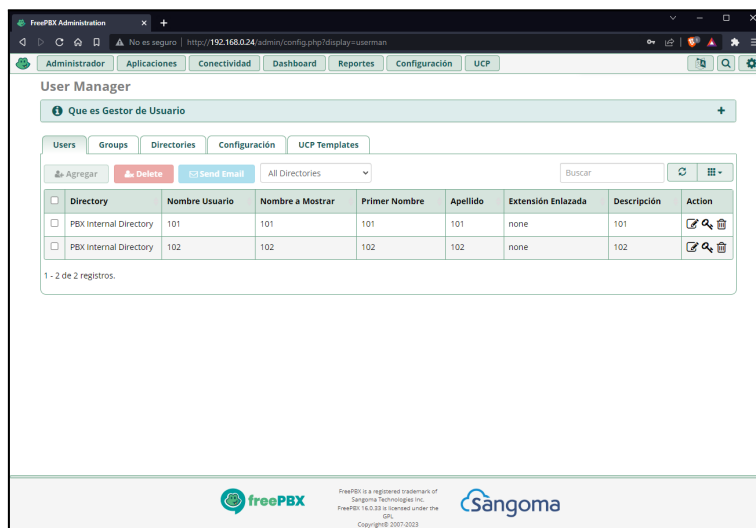 FreePBX Administration
No es seguro | http://192.168.0.24/admin/config.php?display=userman
Administrador Aplicaciones Conectividad Dashboard Reportes Configuración UCP
User Manager
Que es Gestor de Usuario
Users Groups Directories Configuración UCP Templates
Agregar Delete Send Email All Directories Buscar
Directory Nombre Usuario Nombre a Mostrar Primer Nombre Apellido Extensión Enlazada Descripción Action
PBX Internal Directory 101 101 101 101 none 101
PBX Internal Directory 102 102 102 102 none 102
1 - 2 de 2 registros.
freePBX
FreePBX is a registered trademark of
Sangoma Technologies Inc.
FreePBX 16.0.33 is licensed under the
GPL
Copyright© 2007-2023
Sangoma